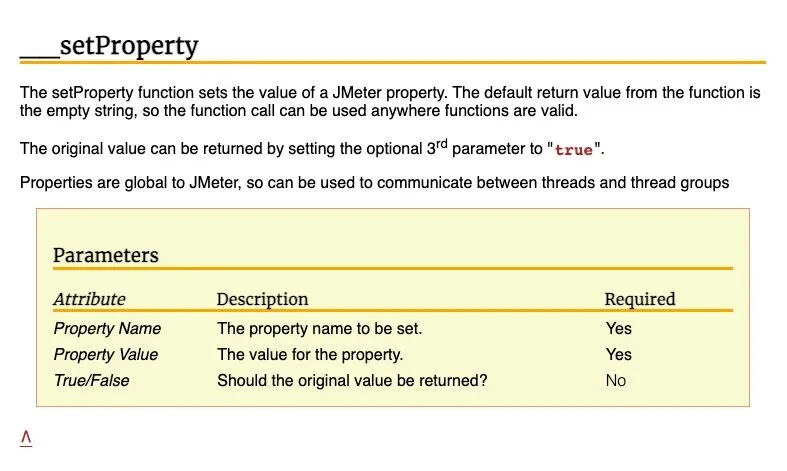 __setProperty
The setProperty function sets the value of a JMeter property. The default return value from the function is
the empty string, so the function call can be used anywhere functions are valid.
The original value can be returned by setting the optional 3rd parameter to "true".
Properties are global to JMeter, so can be used to communicate between threads and thread groups
Parameters
Attribute Description Required
Property Name The property name to be set. Yes
Property Value The value for the property. Yes
True/False Should the original value be returned? No
^